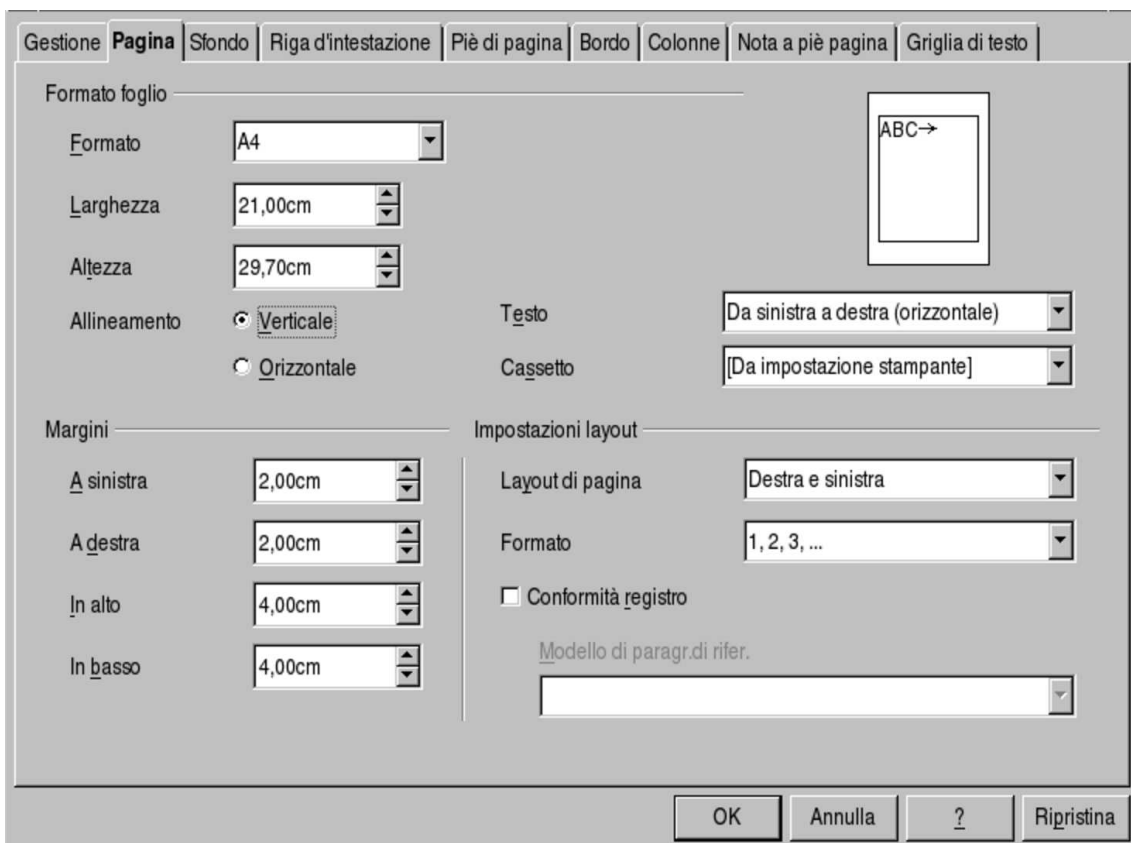 Gestione Pagina Sfondo Riga d'intestazione Piè di pagina Bordo Colonne Nota a piè pagina Griglia di testo
Formato foglio
Formato A4
Larghezza 21,00cm
Altezza 29,70cm
Allineamento Verticale
Orizzontale
ABC→
Testo Da sinistra a destra (orizzontale)
Cassetto [Da impostazione stampante]
Margini
A sinistra 2,00cm
A destra 2,00cm
In alto 4,00cm
In basso 4,00cm
Impostazioni layout
Layout di pagina Destra e sinistra
Formato 1, 2, 3, ...
Conformità registro
Modello di paragr.di rifer.
OK Annulla ? Ripristina